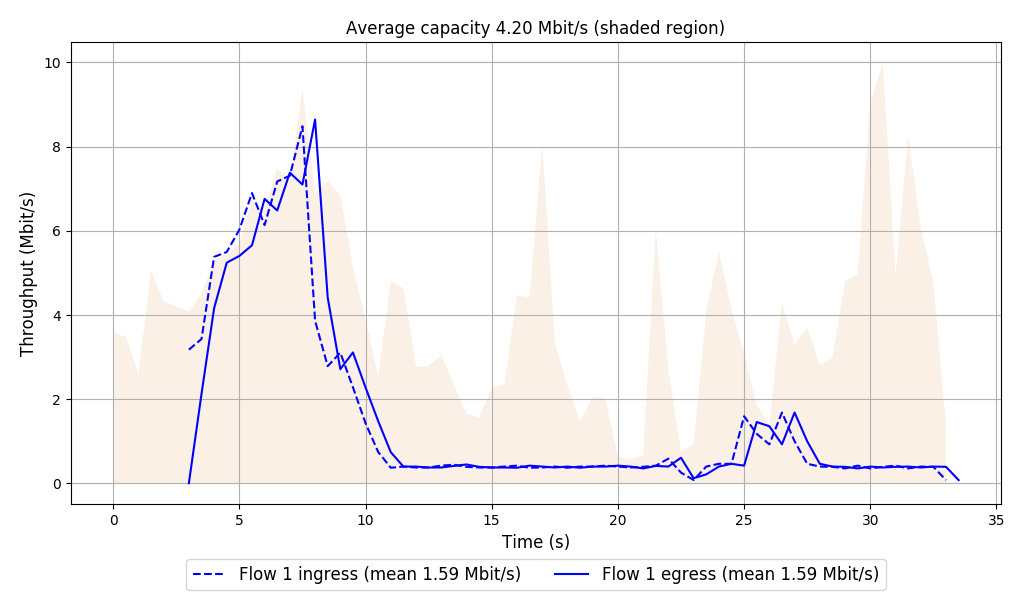 Average capacity 4.20 Mbit/s (shaded region)
Throughput (Mbit/s)
10
8
6
4
2
0
0 5 10 15 20 25 30 35
Time (s)
Flow 1 ingress (mean 1.59 Mbit/s) Flow 1 egress (mean 1.59 Mbit/s)